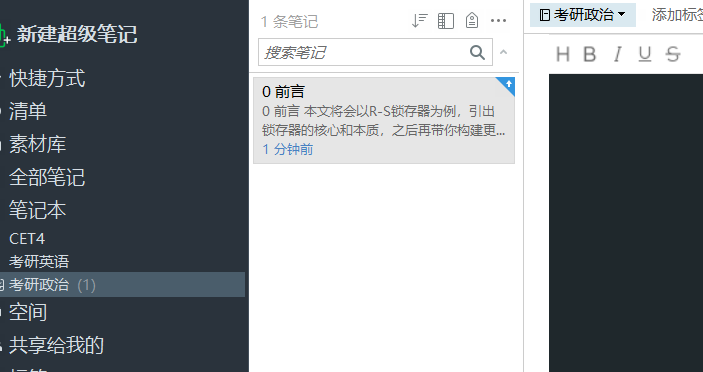 新建超级笔记
快捷方式
清单
素材库
全部笔记
笔记本
CET4
考研英语
考研政治 (1)
空间
共享给我的
1 条笔记
搜索笔记
0 前言
0 前言 本文将会以R-S锁存器为例，引出
锁存器的核心和本质，之后再带你构建更...
1 分钟前
考研政治 添加标签
H B I U S